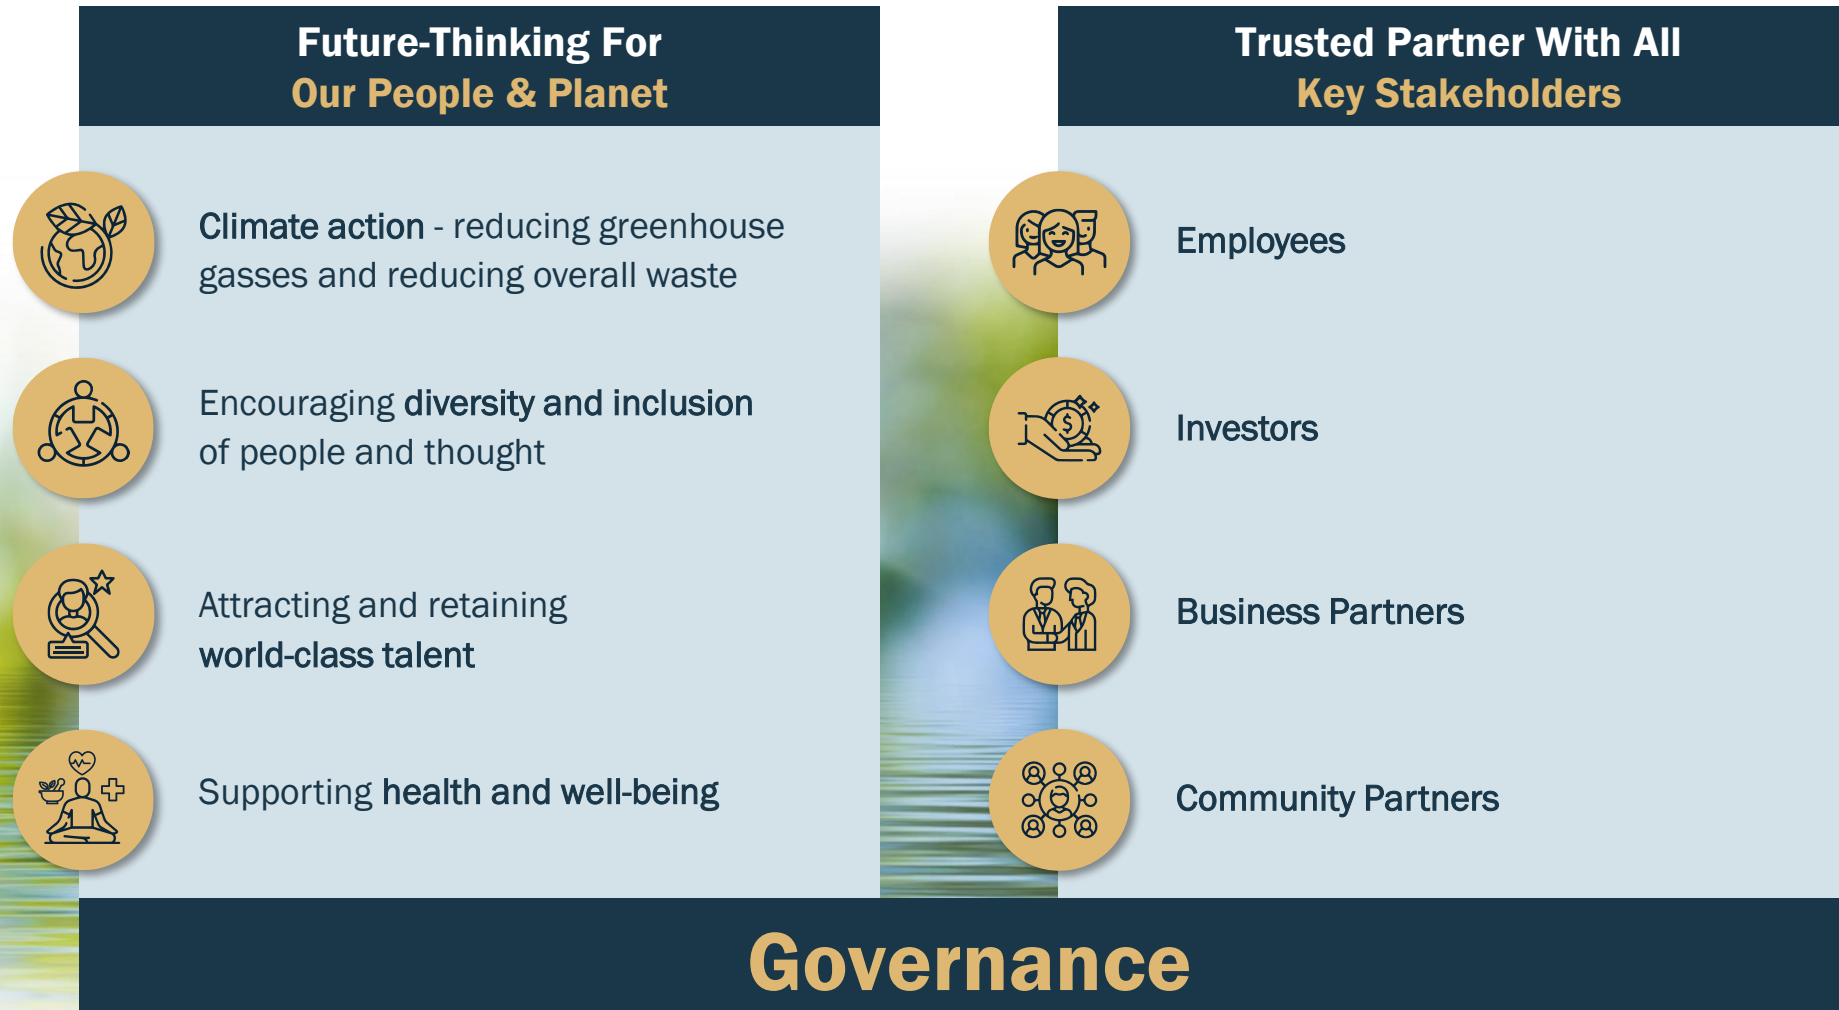 Future-Thinking For
Our People & Planet
Climate action - reducing greenhouse
gasses and reducing overall waste
Encouraging diversity and inclusion
of people and thought
Attracting and retaining
world-class talent
Supporting health and well-being
Trusted Partner With All
Key Stakeholders
Employees
Investors
Business Partners
Community Partners
Governance